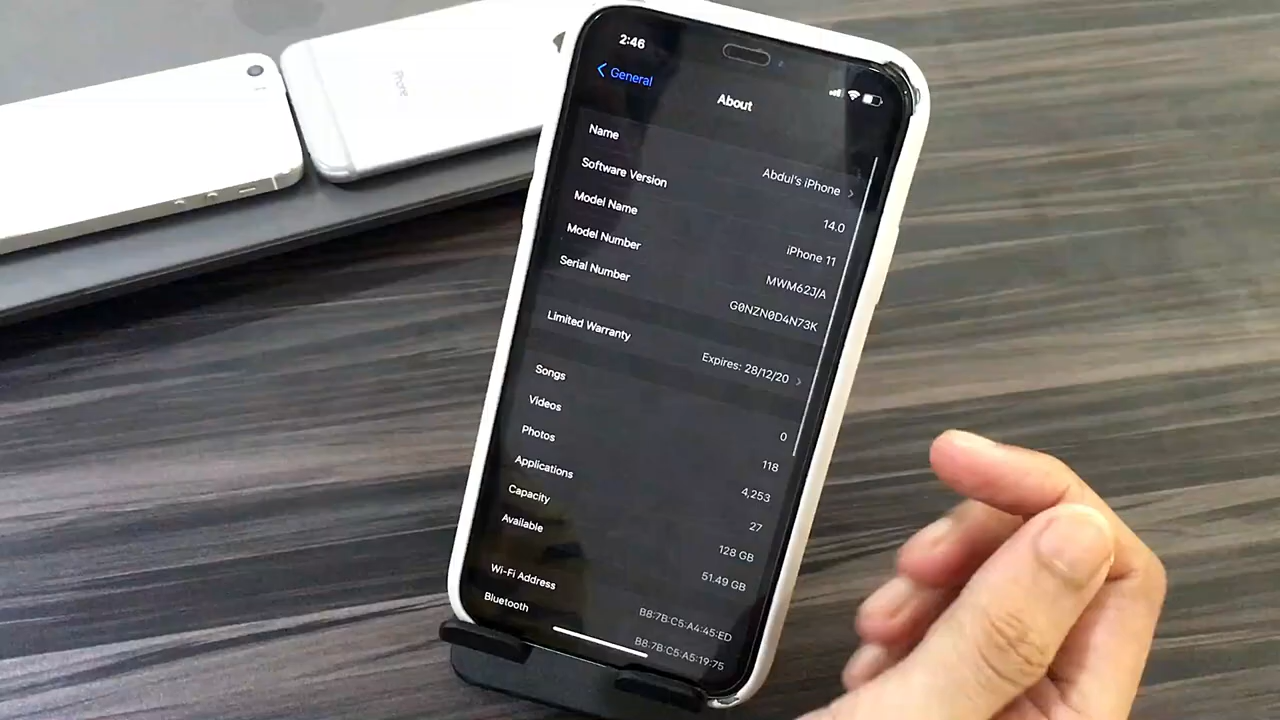 iPhone
2:46
General
About
Name
Abdul's iPhone
Software Version
14.0
Model Name
iPhone 11
Model Number
MWM62J/A
Serial Number
G0NZN0D4N73K
Limited Warranty
Expires: 28/12/20
Songs
0
Videos
118
Photos
4,253
Applications
27
Capacity
128 GB
Available
51.49 GB
Wi-Fi Address
B8:7B:C5:A4:45:ED
Bluetooth
B8:7B:C5:A5:19:75